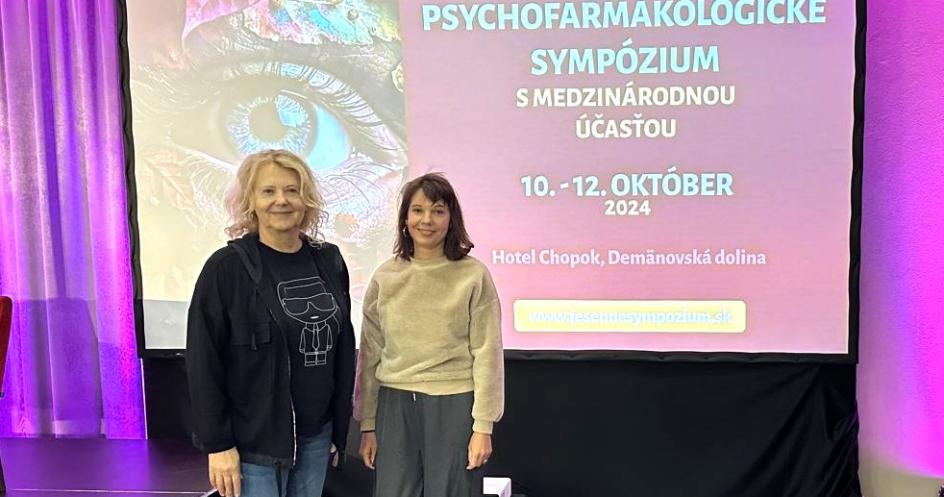 PSYCHOFARMAKOLOGICKÉ
SYMPÓZIUM
S MEDZINÁRODNOU
ÚČASŤOU
10. - 12. OKTÓBER
2024
Hotel Chopok, Demänovská dolina
www.jesennesympozium.sk